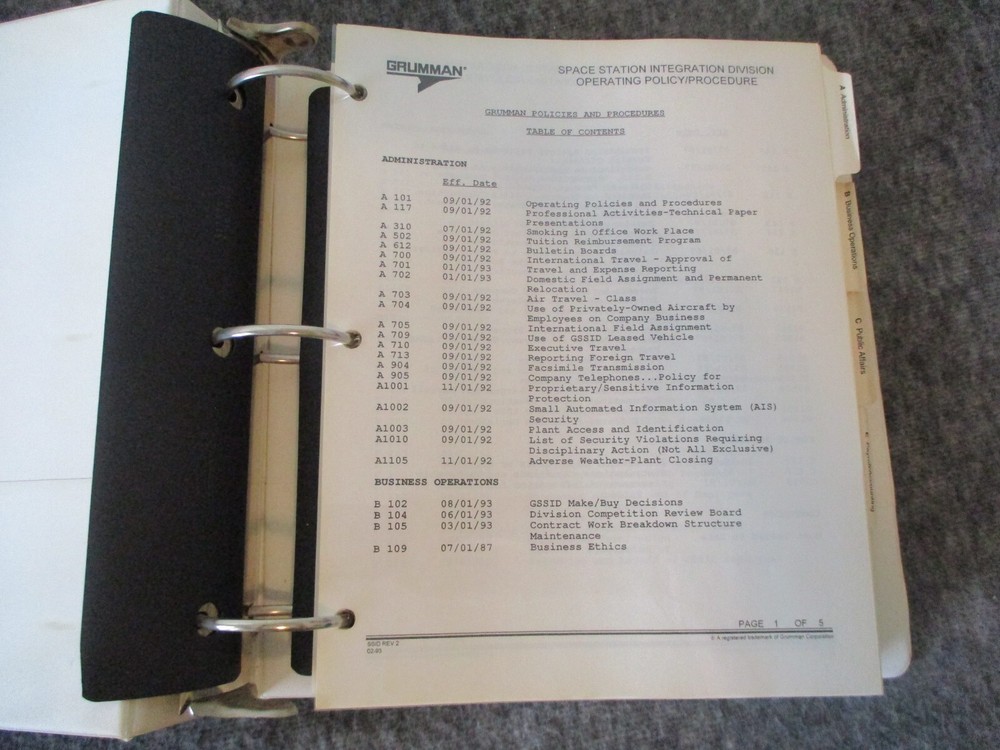 GRUMMAN®
SPACE STATION INTEGRATION DIVISION
OPERATING POLICY/PROCEDURE
GRUMMAN POLICIES AND PROCEDURES
TABLE OF CONTENTS
ADMINISTRATION
Eff. Date
A 101 09/01/92 Operating Policies and Procedures
A 117 09/01/92 Professional Activities-Technical Paper
Presentations
A 310 07/01/92 Smoking in Office Work Place
A 502 09/01/92 Tuition Reimbursement Program
A 612 09/01/92 Bulletin Boards
A 700 09/01/92 International Travel - Approval of
A 701 01/01/93 Travel and Expense Reporting
A 702 01/01/93 Domestic Field Assignment and Permanent
Relocation
A 703 09/01/92 Air Travel - Class
A 704 09/01/92 Use of Privately-Owned Aircraft by
Employees on Company Business
A 705 09/01/92 International Field Assignment
A 709 09/01/92 Use of GSSID Leased Vehicle
A 710 09/01/92 Executive Travel
A 713 09/01/92 Reporting Foreign Travel
A 904 09/01/92 Facsimile Transmission
A 905 09/01/92 Company Telephones...Policy for
A1001 11/01/92 Proprietary/Sensitive Information
Protection
A1002 09/01/92 Small Automated Information System (AIS)
Security
A1003 09/01/92 Plant Access and Identification
A1010 09/01/92 List of Security Violations Requiring
Disciplinary Action (Not All Exclusive)
A1105 11/01/92 Adverse Weather-Plant Closing
BUSINESS OPERATIONS
B 102 08/01/93 GSSID Make/Buy Decisions
B 104 06/01/93 Division Competition Review Board
B 105 03/01/93 Contract Work Breakdown Structure
Maintenance
B 109 07/01/87 Business Ethics
PAGE 1 OF 5
® A registered trademark of Grumman Corporation
SSID REV 2
A Administration
B Business Operations
C Public Affairs